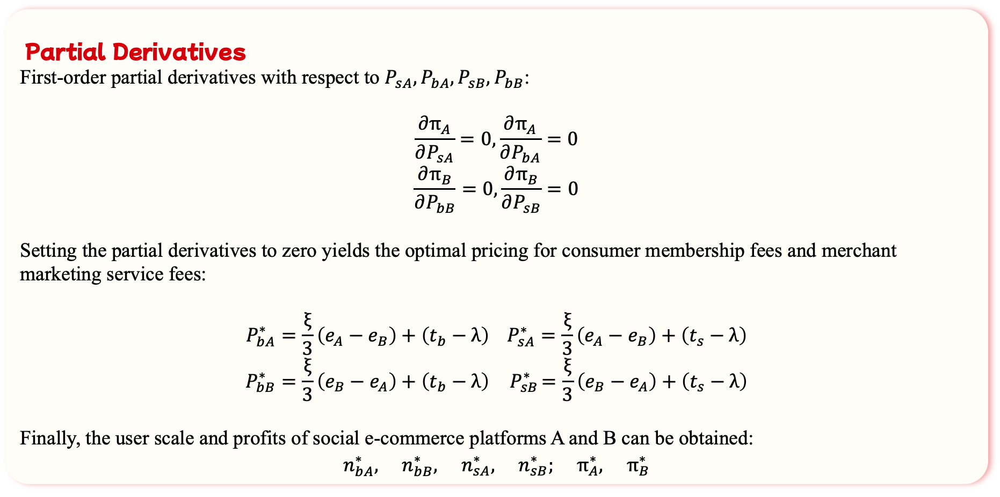 Partial Derivatives
First-order partial derivatives with respect to $P_{sA}, P_{bA}, P_{sB}, P_{bB}$:
$\frac{\partial \pi_A}{\partial P_{sA}} = 0, \frac{\partial \pi_A}{\partial P_{bA}} = 0$
$\frac{\partial \pi_B}{\partial P_{bB}} = 0, \frac{\partial \pi_B}{\partial P_{sB}} = 0$
Setting the partial derivatives to zero yields the optimal pricing for consumer membership fees and merchant
marketing service fees:
$P_{bA}^* = \frac{\xi}{3}(e_A - e_B) + (t_b - \lambda) \quad P_{sA}^* = \frac{\xi}{3}(e_A - e_B) + (t_s - \lambda)$
$P_{bB}^* = \frac{\xi}{3}(e_B - e_A) + (t_b - \lambda) \quad P_{sB}^* = \frac{\xi}{3}(e_B - e_A) + (t_s - \lambda)$
Finally, the user scale and profits of social e-commerce platforms A and B can be obtained:
$n_{bA}^*, \quad n_{bB}^*, \quad n_{sA}^*, \quad n_{sB}^*; \quad \pi_A^*, \quad \pi_B^*$